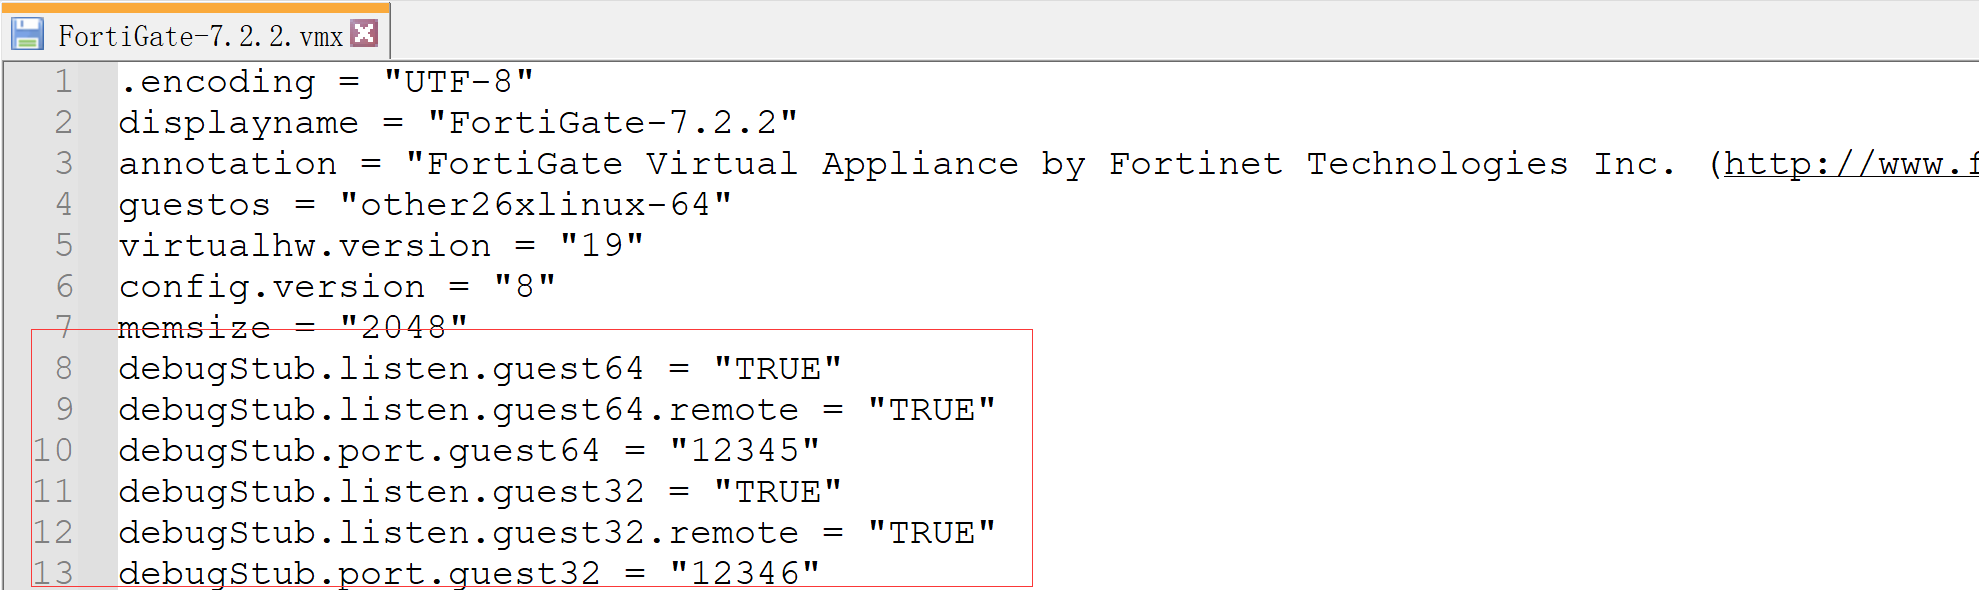 FortiGate-7.2.2.vmx
1 .encoding = "UTF-8"
2 displayname = "FortiGate-7.2.2"
3 annotation = "FortiGate Virtual Appliance by Fortinet Technologies Inc. (http://www.f
4 guestos = "other26xlinux-64"
5 virtualhw.version = "19"
6 config.version = "8"
7 memsize = "2048"
8 debugStub.listen.guest64 = "TRUE"
9 debugStub.listen.guest64.remote = "TRUE"
10 debugStub.port.guest64 = "12345"
11 debugStub.listen.guest32 = "TRUE"
12 debugStub.listen.guest32.remote = "TRUE"
13 debugStub.port.guest32 = "12346"